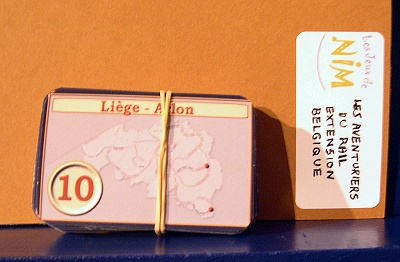 Liège - Arlon
10
Les Jeux de
NIM
LES AVENTURIERS
DU RAIL
EXTENSION
BELGIQUE